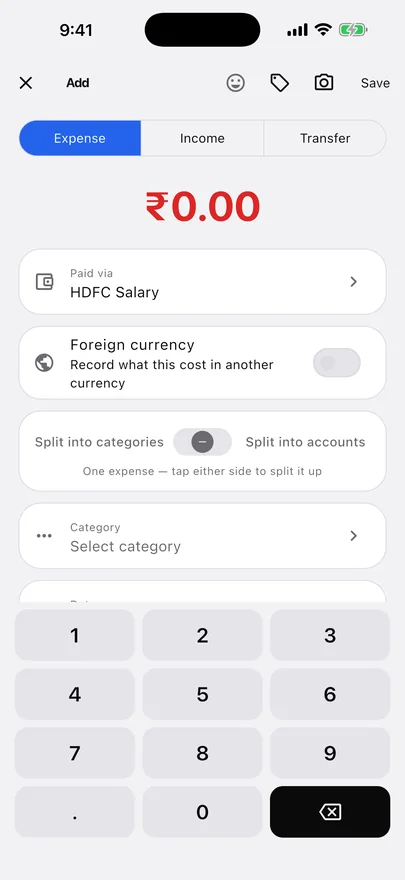 9:41
Add
Save
Expense
Income
Transfer
₹0.00
Paid via
HDFC Salary
Foreign currency
Record what this cost in another
currency
Split into categories
Split into accounts
One expense — tap either side to split it up
Category
Select category
1
2
3
4
5
6
7
8
9
.
0